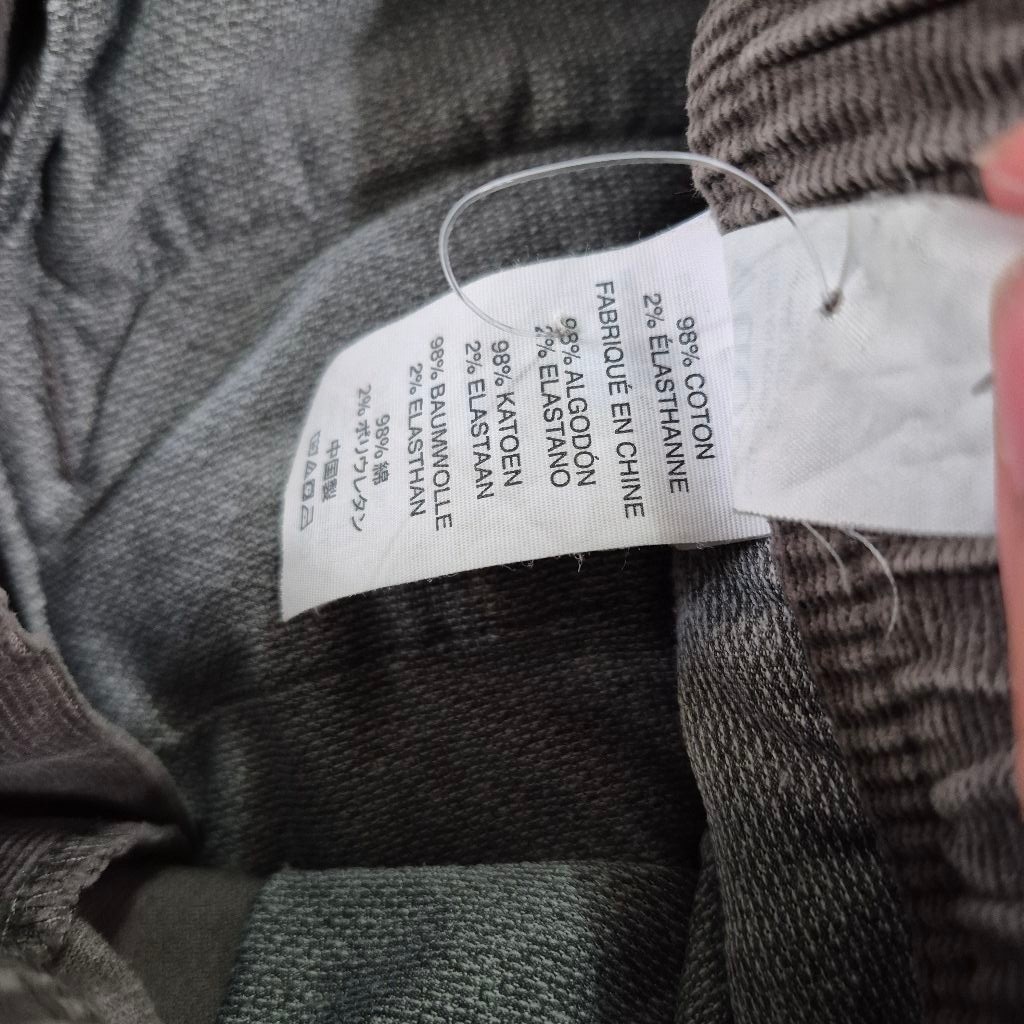 98% COTON
2% ÉLASTHANNE
FABRIQUÉ EN CHINE
98% ALGODÓN
2% ELASTANO
98% KATOEN
2% ELASTAAN
98% BAUMWOLLE
2% ELASTHAN
98% 綿
2% ポリウレタン
中国製